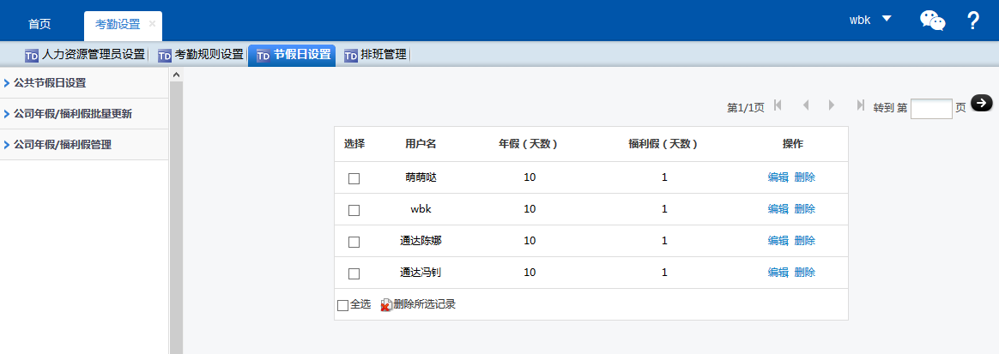 首页 考勤设置 × wbk ?
TD 人力资源管理员设置 TD 考勤规则设置 TD 节假日设置 TD 排班管理
公共节假日设置
公司年假/福利假批量更新
公司年假/福利假管理
第1/1页 转到 第 页
选择 用户名 年假（天数） 福利假（天数） 操作
萌萌哒 10 1 编辑 删除
wbk 10 1 编辑 删除
通达陈娜 10 1 编辑 删除
通达冯钊 10 1 编辑 删除
全选 删除所选记录